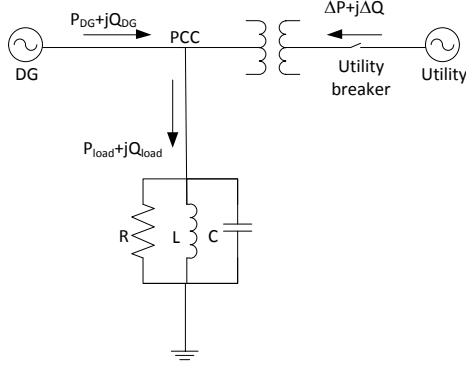 P_DG+jQ_DG
PCC
ΔP+jΔQ
DG
Utility
breaker
Utility
P_load+jQ_load
R
L
C